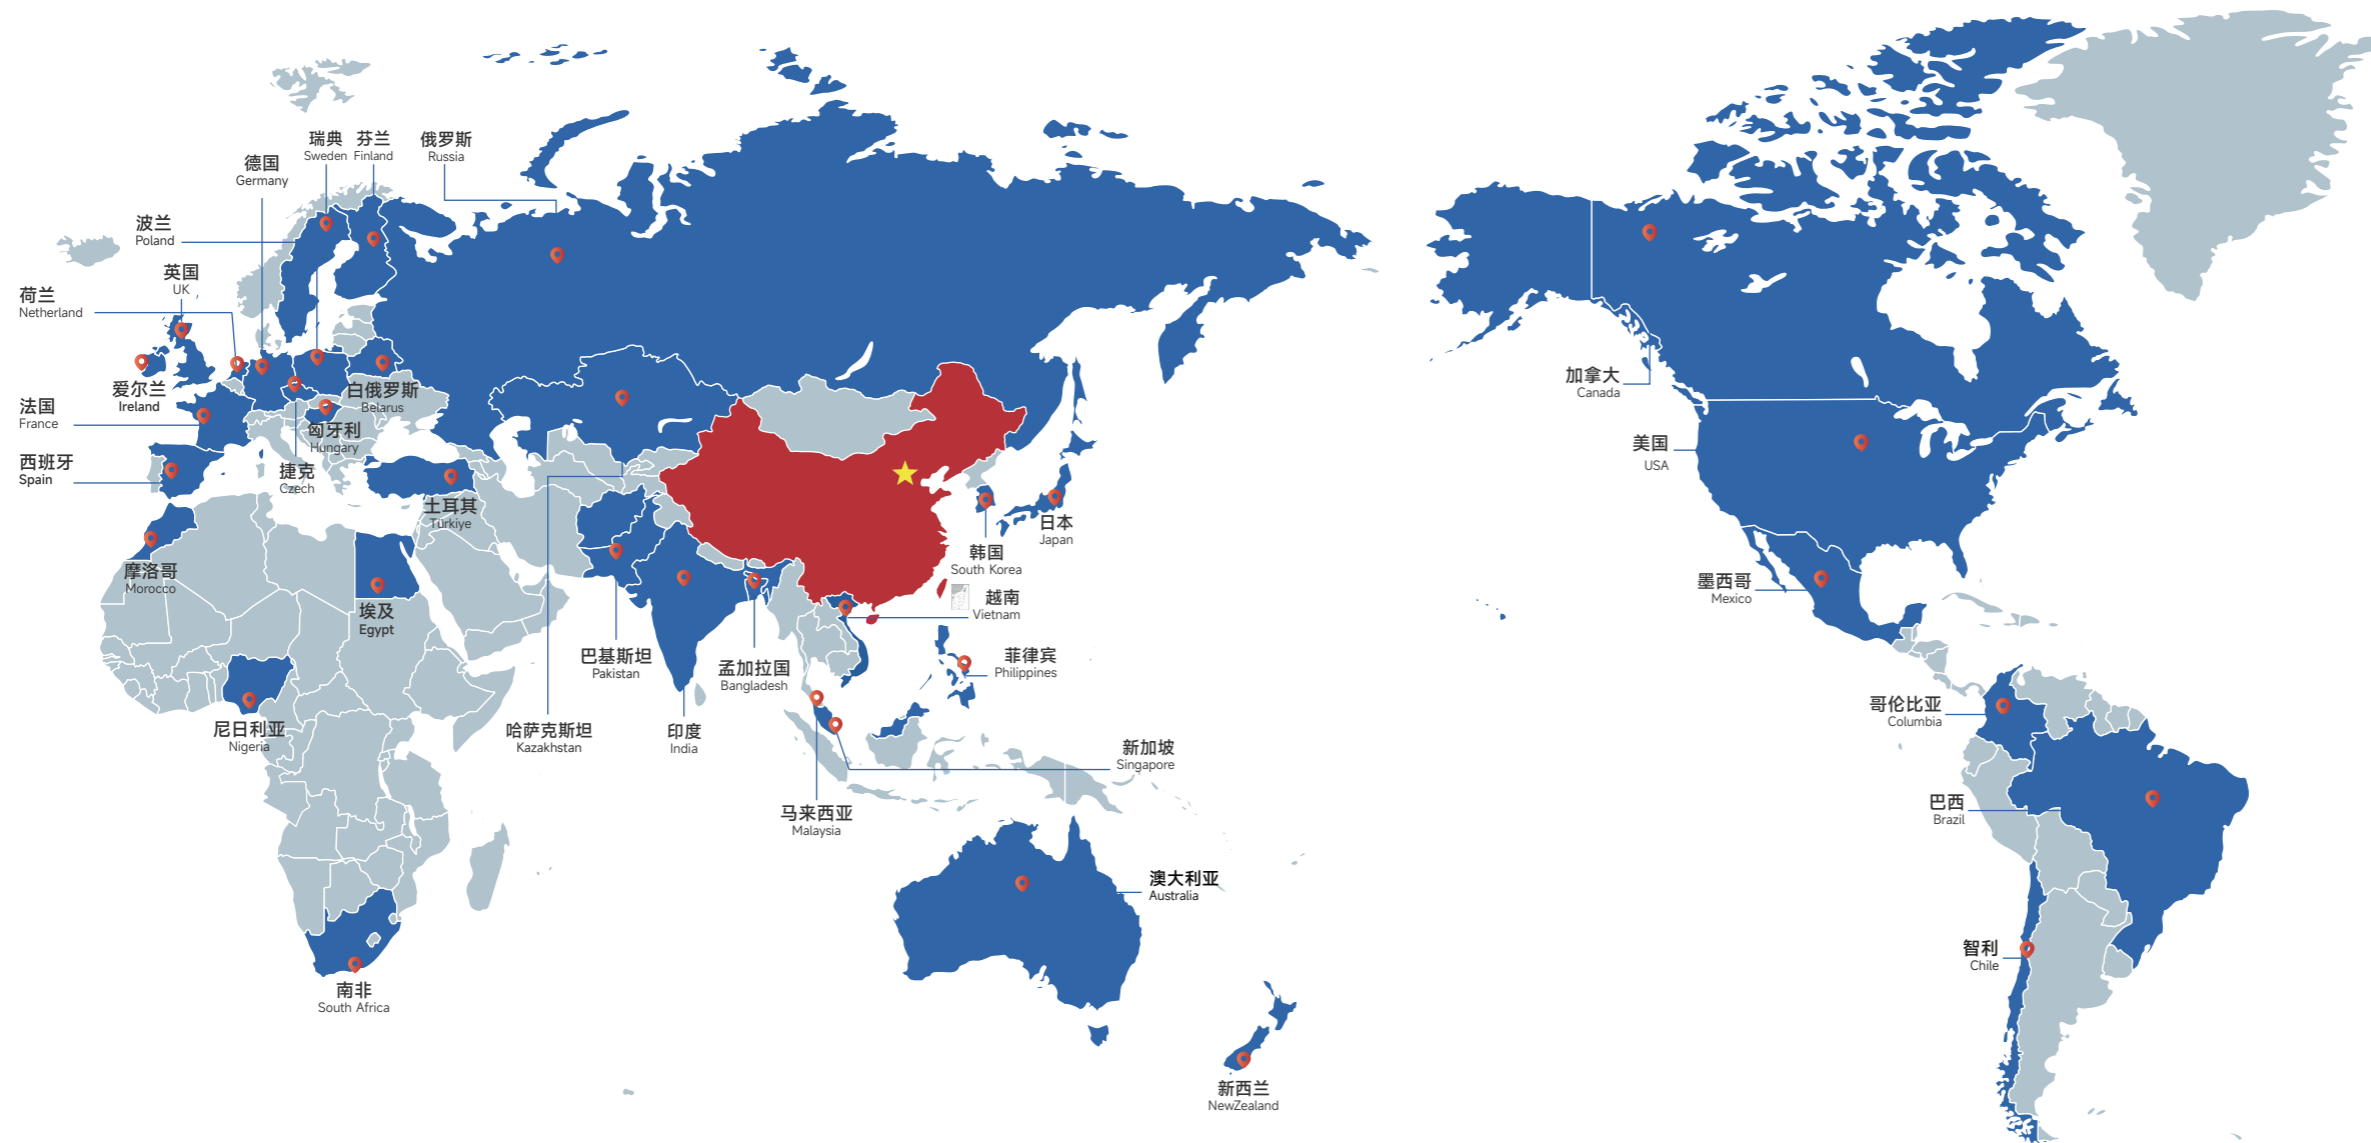 瑞典
Sweden
芬兰
Finland
俄罗斯
Russia
德国
Germany
波兰
Poland
英国
UK
荷兰
Netherland
爱尔兰
Ireland
法国
France
西班牙
Spain
白俄罗斯
Belarus
匈牙利
Hungary
捷克
Czech
土耳其
Türkiye
摩洛哥
Morocco
埃及
Egypt
尼日利亚
Nigeria
南非
South Africa
哈萨克斯坦
Kazakhstan
巴基斯坦
Pakistan
印度
India
孟加拉国
Bangladesh
日本
Japan
韩国
South Korea
越南
Vietnam
菲律宾
Philippines
新加坡
Singapore
马来西亚
Malaysia
澳大利亚
Australia
新西兰
NewZealand
加拿大
Canada
美国
USA
墨西哥
Mexico
哥伦比亚
Columbia
巴西
Brazil
智利
Chile